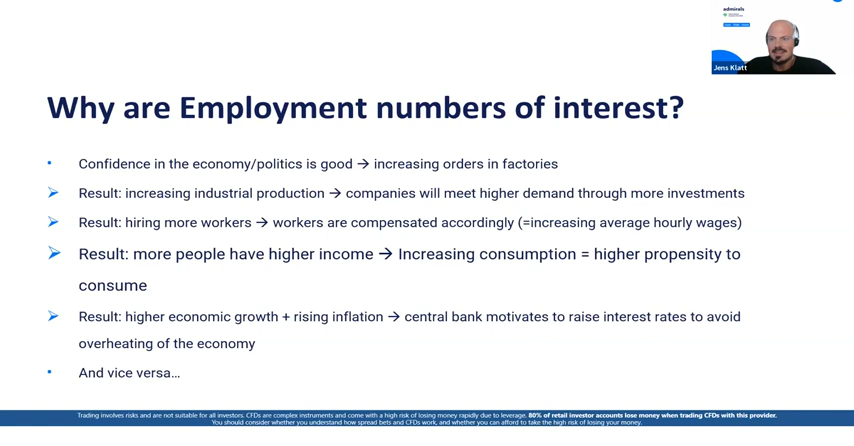 admirals
Jens Klatt
Why are Employment numbers of interest?
• Confidence in the economy/politics is good → increasing orders in factories
➢ Result: increasing industrial production → companies will meet higher demand through more investments
➢ Result: hiring more workers → workers are compensated accordingly (=increasing average hourly wages)
➢ Result: more people have higher income → Increasing consumption = higher propensity to
consume
➢ Result: higher economic growth + rising inflation → central bank motivates to raise interest rates to avoid
overheating of the economy
• And vice versa...
Trading involves risks and are not suitable for all investors. CFDs are complex instruments and come with a high risk of losing money rapidly due to leverage. 80% of retail investor accounts lose money when trading CFDs with this provider.
You should consider whether you understand how spread bets and CFDs work, and whether you can afford to take the high risk of losing your money.